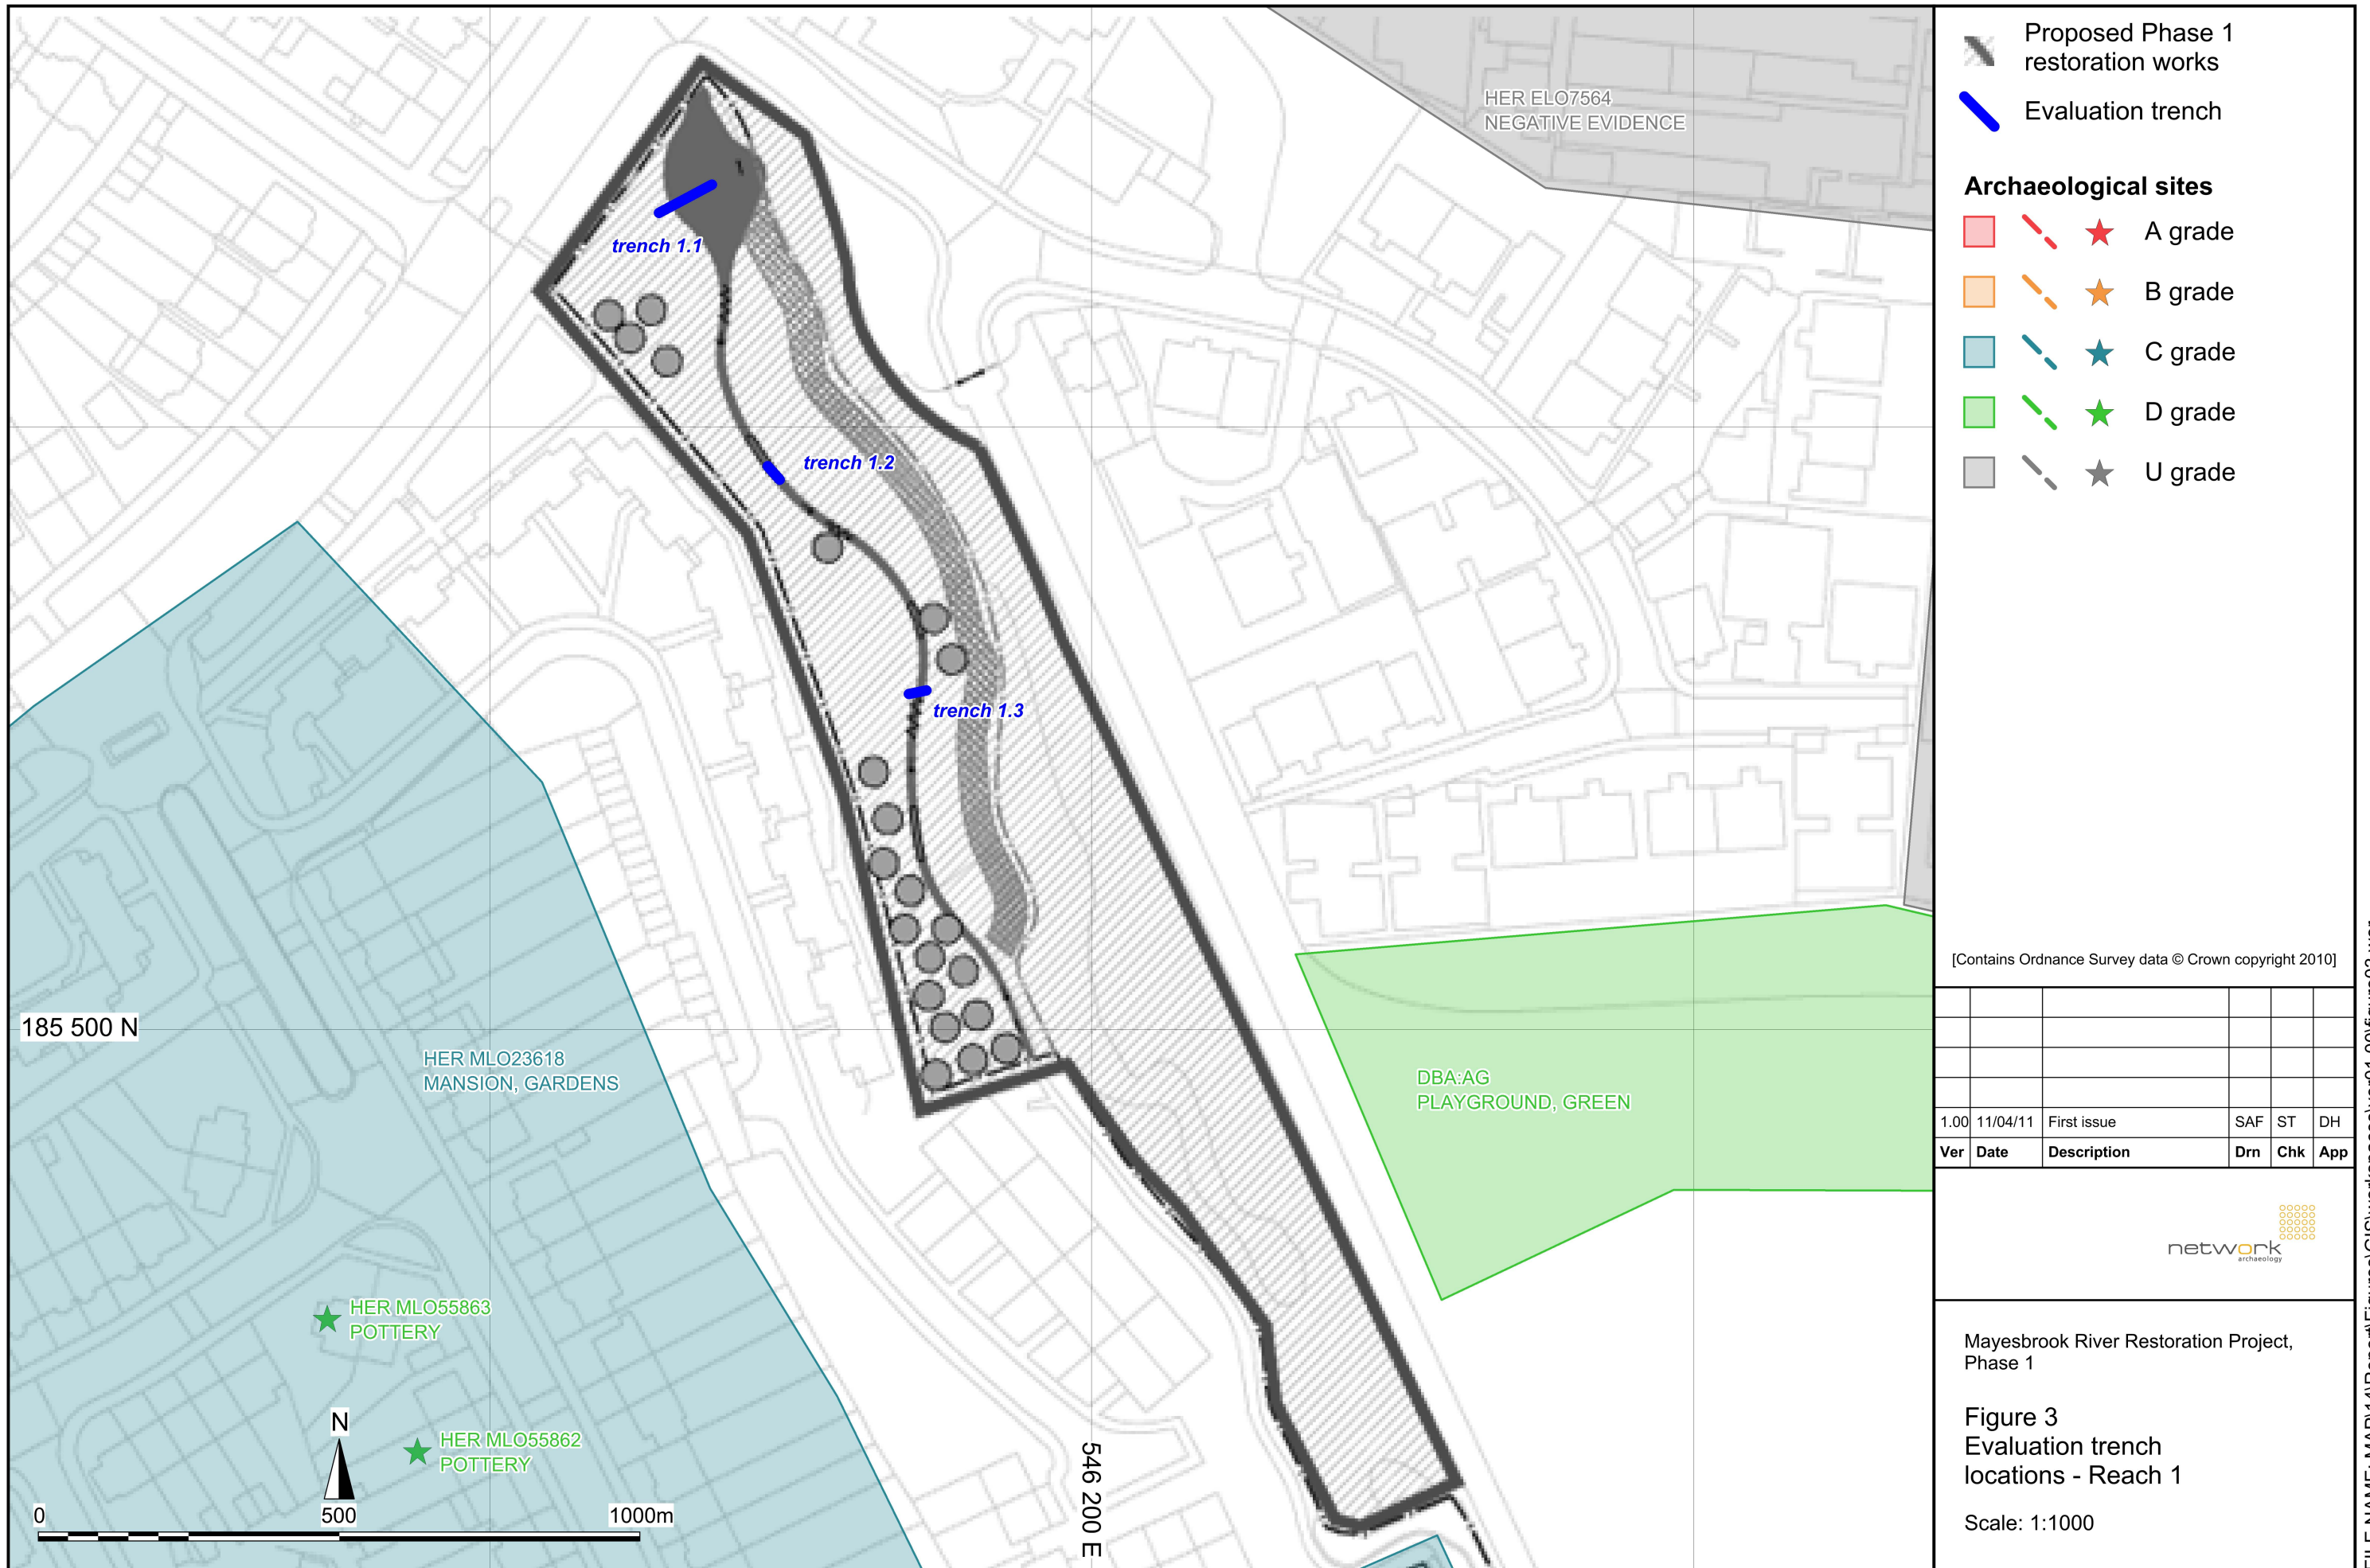 HER ELO7564
NEGATIVE EVIDENCE
trench 1.1
trench 1.2
trench 1.3
185 500 N
HER MLO23618
MANSION, GARDENS
DBA:AG
PLAYGROUND, GREEN
HER MLO55863
POTTERY
HER MLO55862
POTTERY
N
0 500 1000m
546 200 E
Proposed Phase 1
restoration works
Evaluation trench
Archaeological sites
A grade
B grade
C grade
D grade
U grade
[Contains Ordnance Survey data © Crown copyright 2010]
1.00 11/04/11 First issue SAF ST DH
Ver Date Description Drn Chk App
network
archaeology
Mayesbrook River Restoration Project,
Phase 1
Figure 3
Evaluation trench
locations - Reach 1
Scale: 1:1000